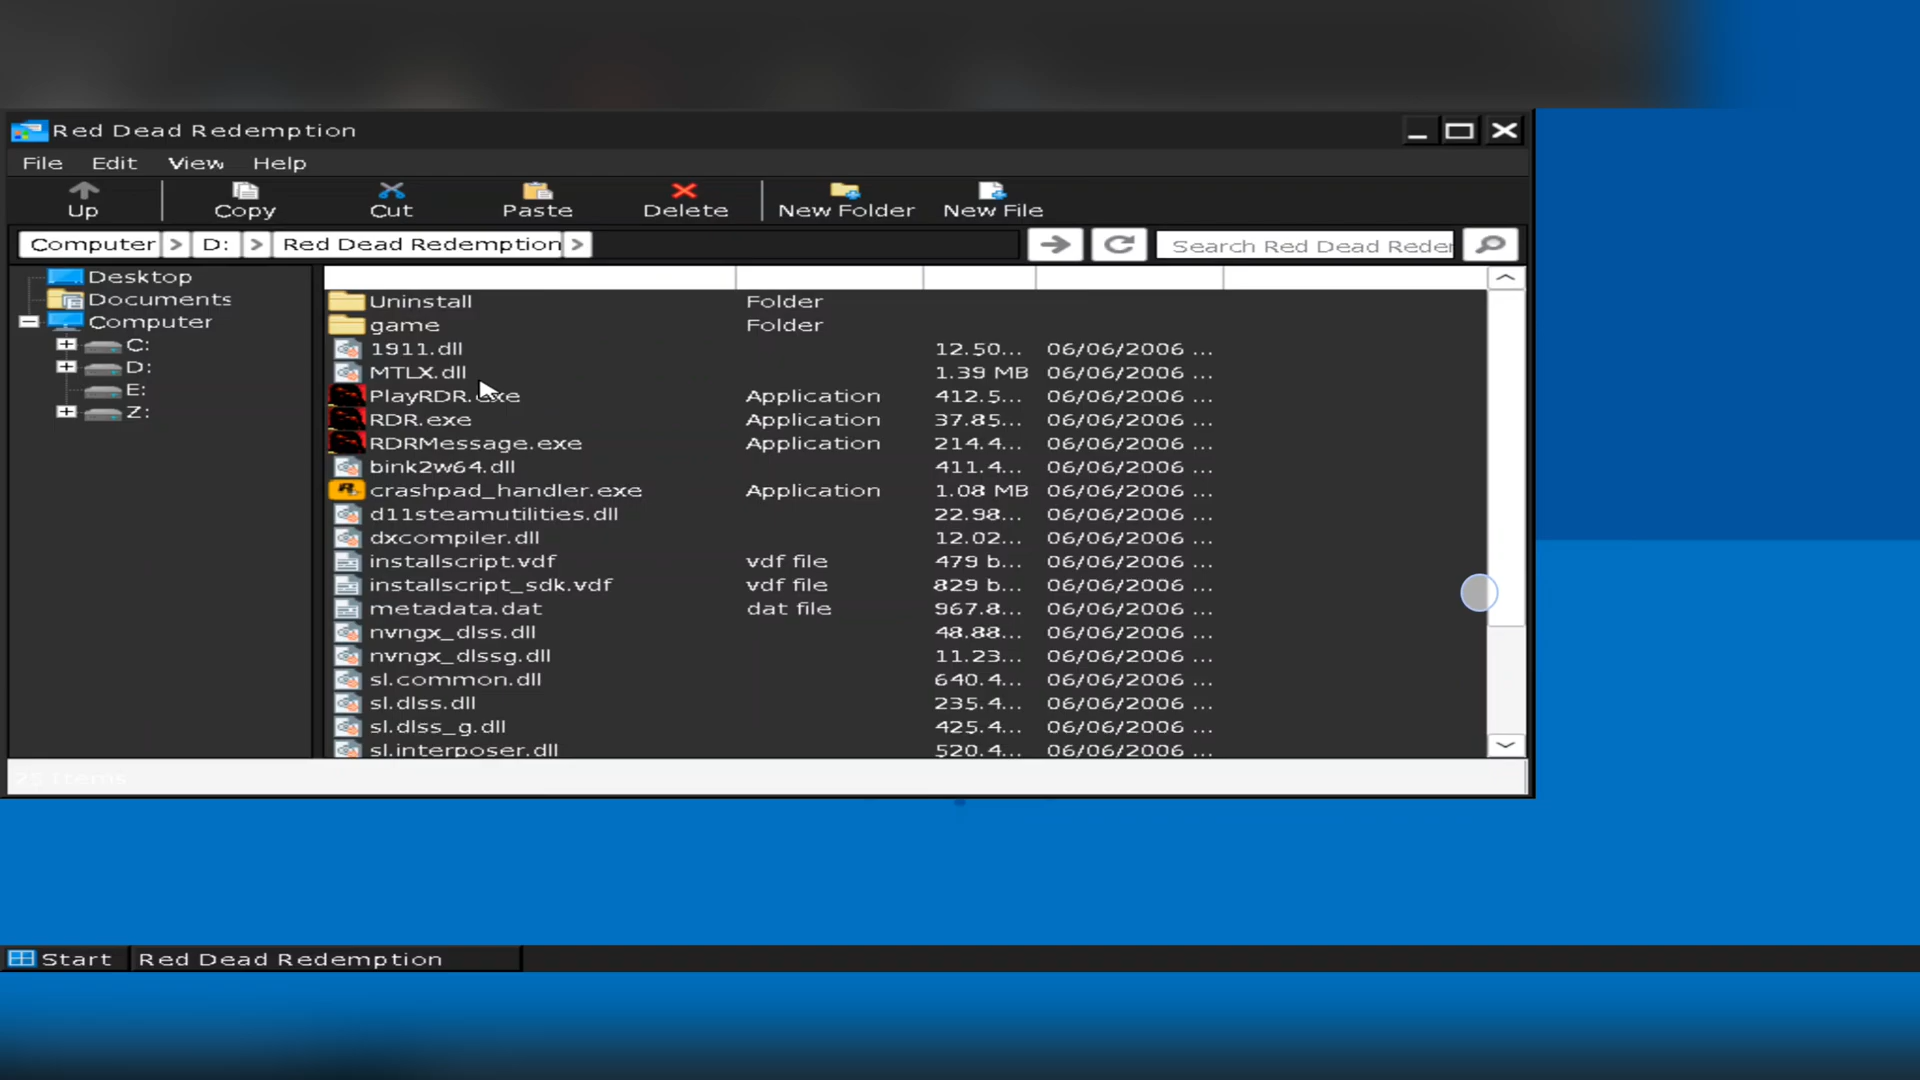 Red Dead Redemption
File Edit View Help
Up Copy Cut Paste Delete New Folder New File
Computer > D: > Red Dead Redemption > Search Red Dead Reder
Desktop
Documents
Computer
C:
D:
E:
Z:
Uninstall Folder
game Folder
1911.dll 12.50... 06/06/2006 ...
MTLX.dll 1.39 MB 06/06/2006 ...
PlayRDR.exe Application 412.5... 06/06/2006 ...
RDR.exe Application 37.85... 06/06/2006 ...
RDRMessage.exe Application 214.4... 06/06/2006 ...
bink2w64.dll 411.4... 06/06/2006 ...
crashpad_handler.exe Application 1.08 MB 06/06/2006 ...
d11steamutilities.dll 22.98... 06/06/2006 ...
dxcompiler.dll 12.02... 06/06/2006 ...
installscript.vdf vdf file 479 b... 06/06/2006 ...
installscript_sdk.vdf vdf file 829 b... 06/06/2006 ...
metadata.dat dat file 967.8... 06/06/2006 ...
nvngx_dlss.dll 48.88... 06/06/2006 ...
nvngx_dlssg.dll 11.23... 06/06/2006 ...
sl.common.dll 640.4... 06/06/2006 ...
sl.dlss.dll 235.4... 06/06/2006 ...
sl.dlss_g.dll 425.4... 06/06/2006 ...
sl.interposer.dll 520.4... 06/06/2006 ...
Start Red Dead Redemption